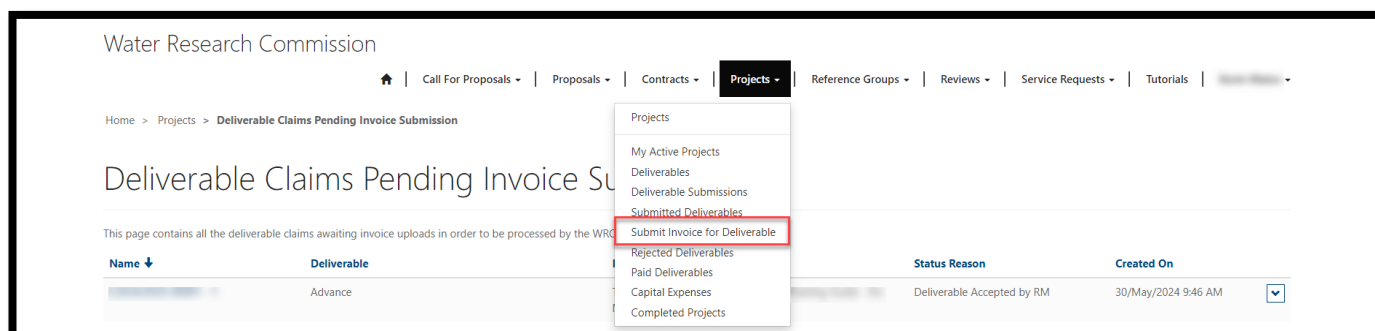 Water Research Commission
Call For Proposals | Proposals | Contracts | Projects | Reference Groups | Reviews | Service Requests | Tutorials |
Home > Projects > Deliverable Claims Pending Invoice Submission
Deliverable Claims Pending Invoice
This page contains all the deliverable claims awaiting invoice uploads in order to be processed by the
Name Deliverable Status Reason Created On
Advance Deliverable Accepted by RM 30/May/2024 9:46 AM
Projects
My Active Projects
Deliverables
Deliverable Submissions
Submitted Deliverables
Submit Invoice for Deliverable
Rejected Deliverables
Paid Deliverables
Capital Expenses
Completed Projects